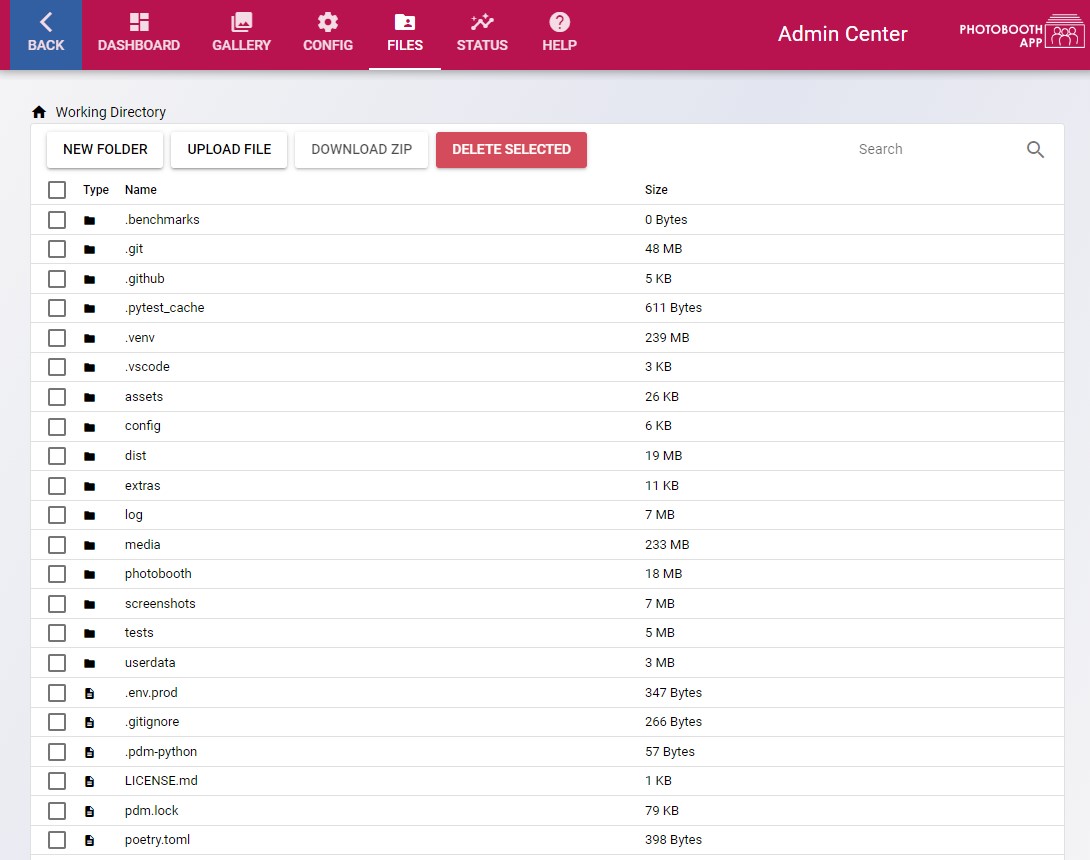 BACK DASHBOARD GALLERY CONFIG FILES STATUS HELP Admin Center PHOTOBOOTH
APP
Working Directory
NEW FOLDER UPLOAD FILE DOWNLOAD ZIP DELETE SELECTED Search
Type Name Size
.benchmarks 0 Bytes
.git 48 MB
.github 5 KB
.pytest_cache 611 Bytes
.venv 239 MB
.vscode 3 KB
assets 26 KB
config 6 KB
dist 19 MB
extras 11 KB
log 7 MB
media 233 MB
photobooth 18 MB
screenshots 7 MB
tests 5 MB
userdata 3 MB
.env.prod 347 Bytes
.gitignore 266 Bytes
.pdm-python 57 Bytes
LICENSE.md 1 KB
pdm.lock 79 KB
poetry.toml 398 Bytes